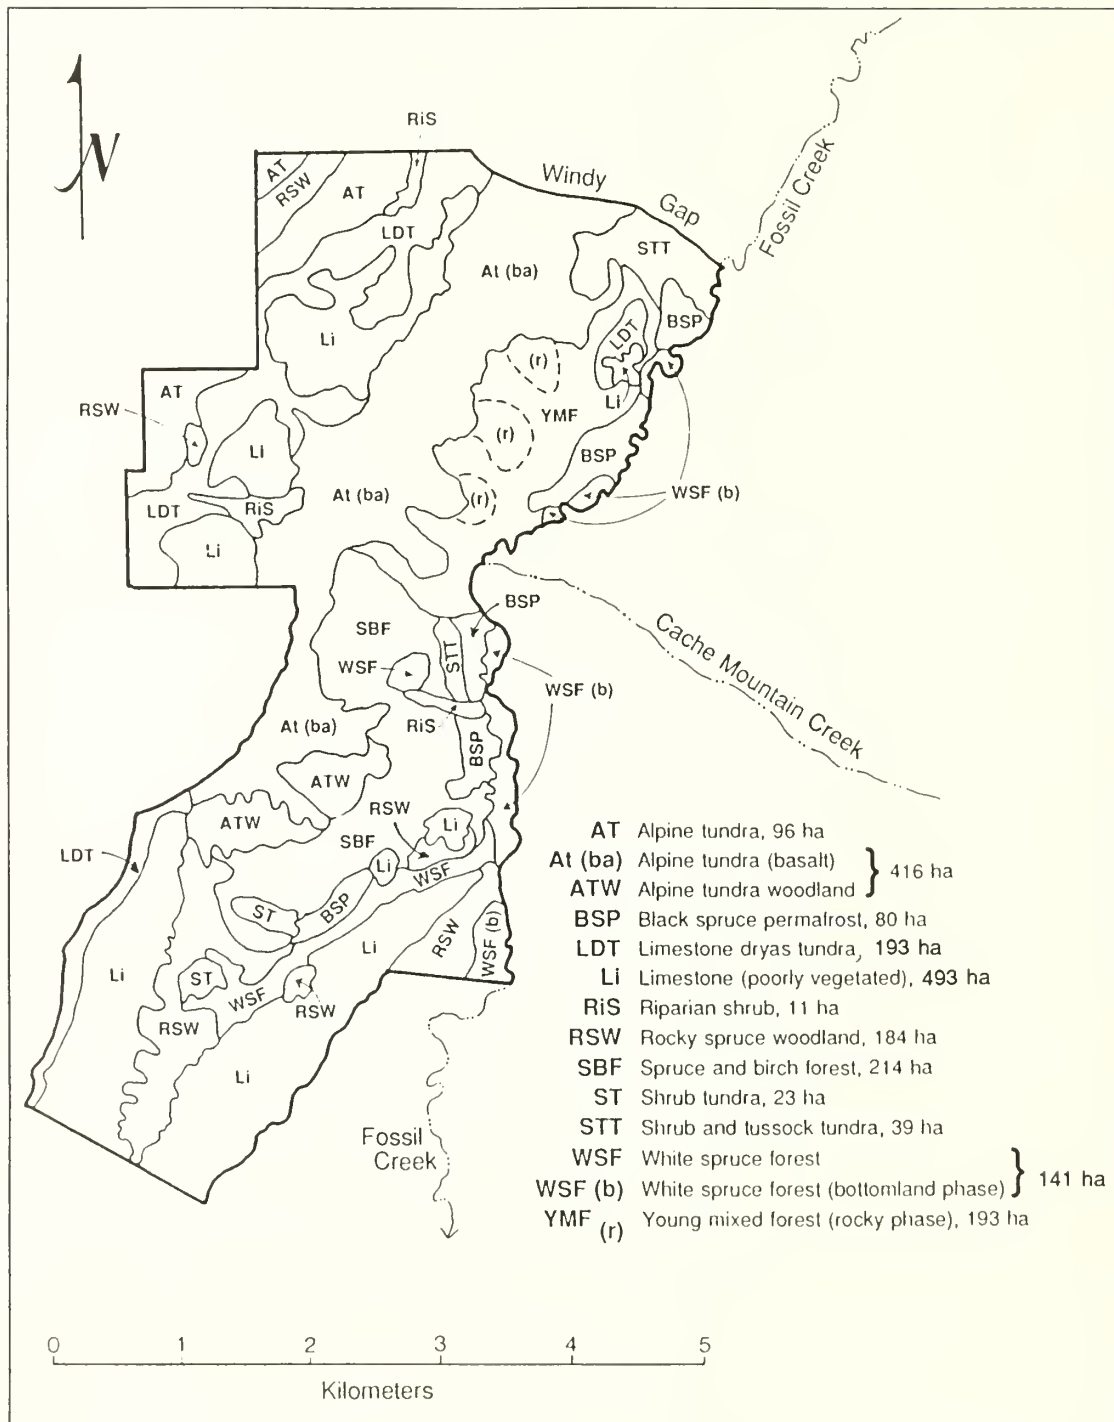 N
RiS
AT
RSW
AT
LDT
Windy
Gap
Fossil Creek
At (ba)
STT
BSP
LDT
Li
Li
(r)
YMF
(r)
(r)
BSP
WSF (b)
AT
RSW
Li
LDT
RiS
Li
At (ba)
BSP
SBF
STT
WSF
RiS
WSF (b)
Cache Mountain Creek
At (ba)
BSP
ATW
ATW
RSW
Li
SBF
LDT
Li
WSF
BSP
ST
RSW
WSF (b)
Li
Li
ST
WSF
RSW
RSW
Li
Fossil
Creek
AT Alpine tundra, 96 ha
At (ba) Alpine tundra (basalt)
ATW Alpine tundra woodland
} 416 ha
BSP Black spruce permafrost, 80 ha
LDT Limestone dryas tundra, 193 ha
Li Limestone (poorly vegetated), 493 ha
RiS Riparian shrub, 11 ha
RSW Rocky spruce woodland, 184 ha
SBF Spruce and birch forest, 214 ha
ST Shrub tundra, 23 ha
STT Shrub and tussock tundra, 39 ha
WSF White spruce forest
WSF (b) White spruce forest (bottomland phase)
} 141 ha
YMF (r) Young mixed forest (rocky phase), 193 ha
0 1 2 3 4 5
Kilometers